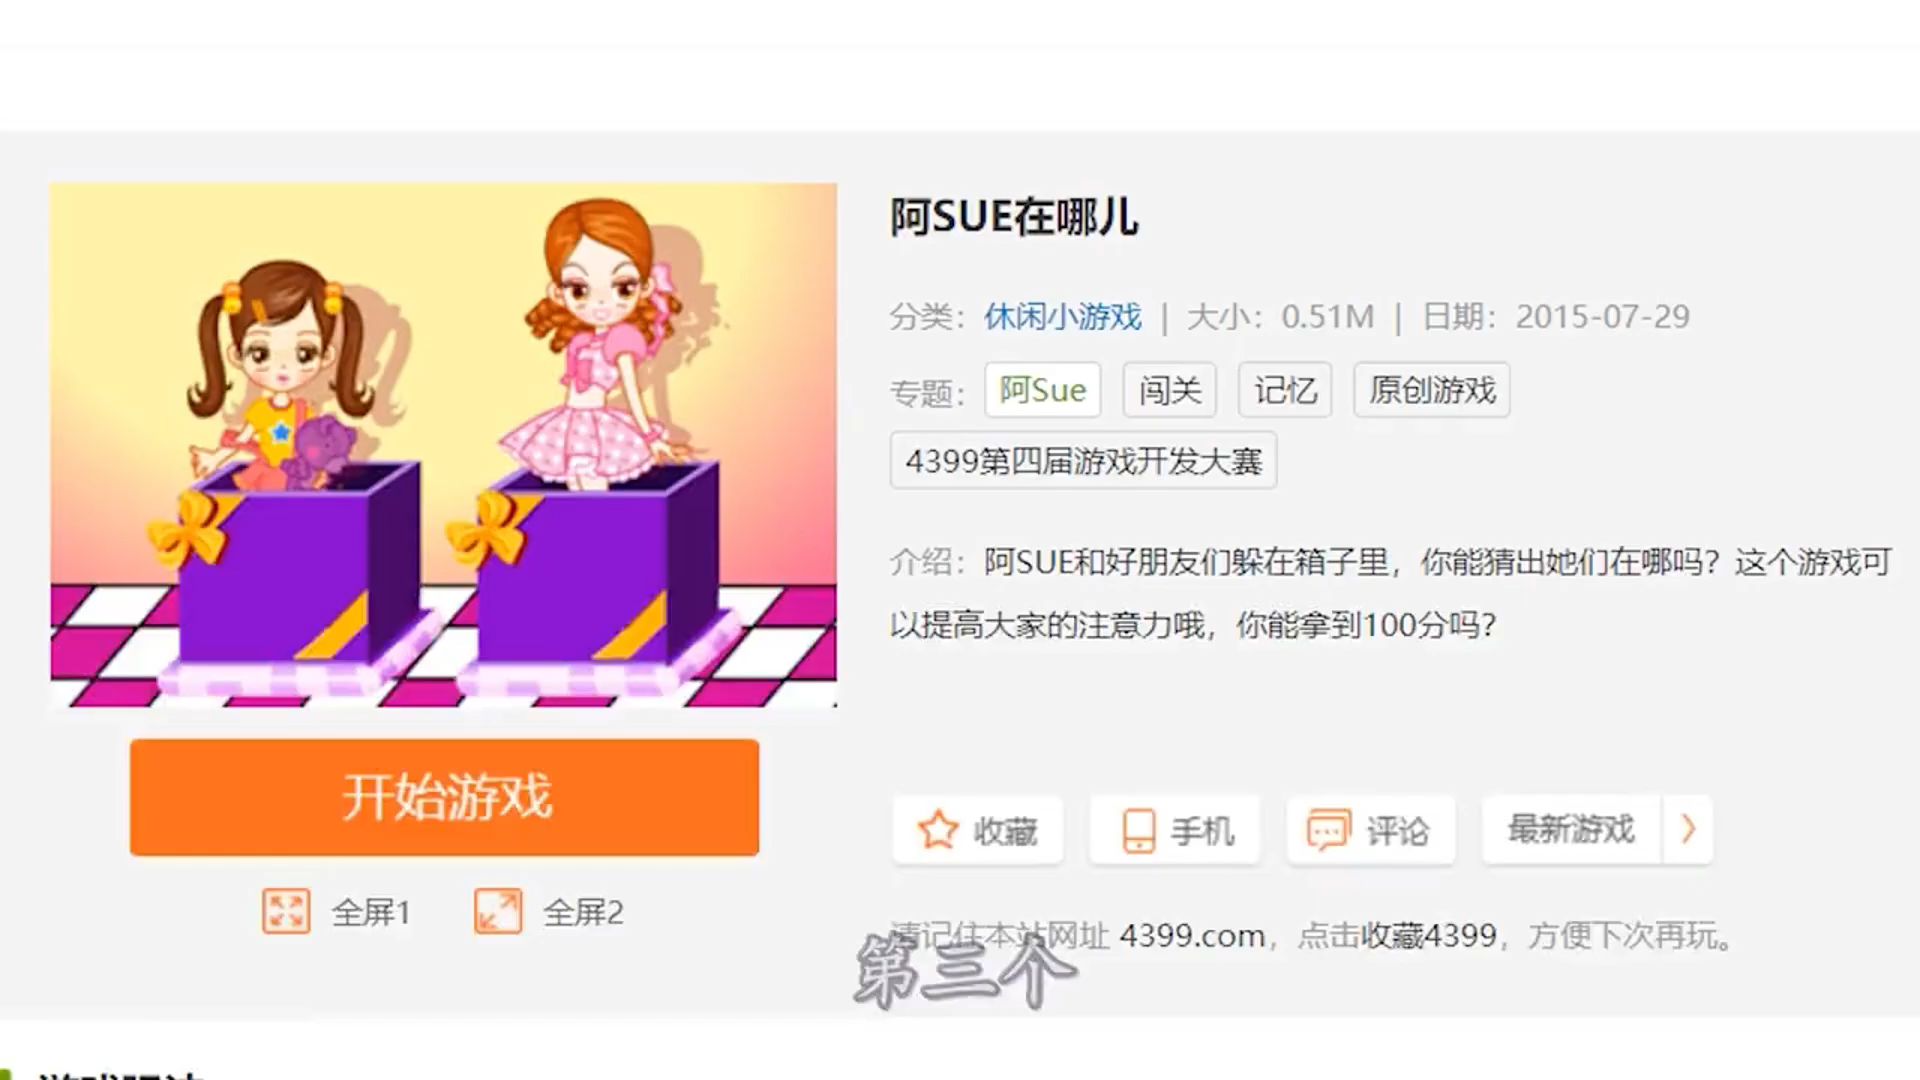 阿SUE在哪儿
分类：休闲小游戏 | 大小：0.51M | 日期：2015-07-29
专题：阿Sue 闯关 记忆 原创游戏
4399第四届游戏开发大赛
介绍：阿SUE和好朋友们躲在箱子里，你能猜出她们在哪吗？这个游戏可
以提高大家的注意力哦，你能拿到100分吗？
开始游戏
全屏1 全屏2
收藏 手机 评论 最新游戏
请记住本站网址 4399.com，点击收藏4399，方便下次再玩。
第三个